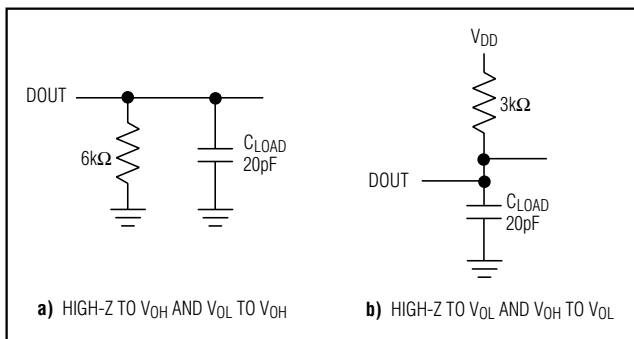 DOUT
6kΩ
CLOAD
20pF
a) HIGH-Z TO VOH AND VOL TO VOH
VDD
3kΩ
DOUT
CLOAD
20pF
b) HIGH-Z TO VOL AND VOH TO VOL